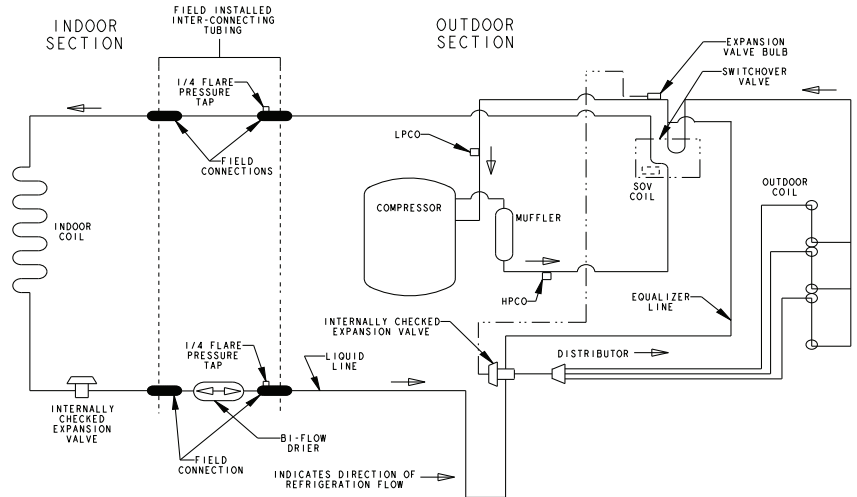 FIELD INSTALLED
INTER-CONNECTING
TUBING
INDOOR
SECTION
OUTDOOR
SECTION
EXPANSION
VALVE BULB
SWITCHOVER
VALVE
1/4 FLARE
PRESSURE
TAP
LPCO
FIELD
CONNECTIONS
SOV
COIL
OUTDOOR
COIL
COMPRESSOR
MUFFLER
INDOOR
COIL
HPCO
EQUALIZER
LINE
INTERNALLY CHECKED
EXPANSION VALVE
1/4 FLARE
PRESSURE
TAP
LIQUID
LINE
DISTRIBUTOR
INTERNALLY
CHECKED
EXPANSION
VALVE
BI-FLOW
DRIER
FIELD
CONNECTION
INDICATES DIRECTION OF
REFRIGERATION FLOW